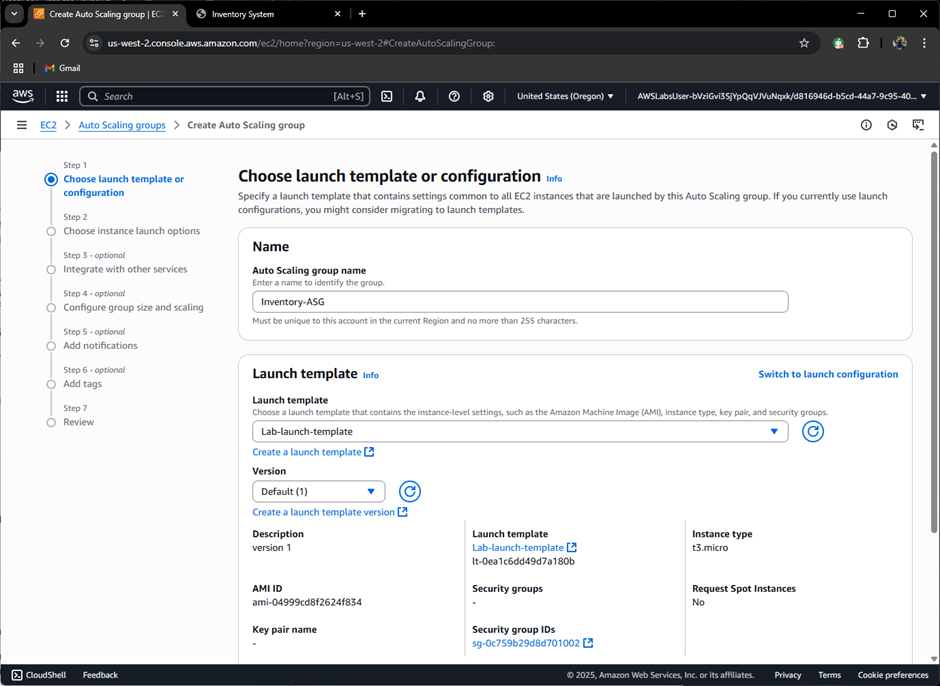 Create Auto Scaling group | EC2
Inventory System
us-west-2.console.aws.amazon.com/ec2/home?region=us-west-2#CreateAutoScalingGroup:
Gmail
aws
Search
[Alt+S]
United States (Oregon)
AWSLabsUser-bVziGvi3SjYpQqVJVuNqxk/d816946d-b5cd-44a7-9c95-40...
EC2 > Auto Scaling groups > Create Auto Scaling group
Step 1
Choose launch template or
configuration
Step 2
Choose instance launch options
Step 3 - optional
Integrate with other services
Step 4 - optional
Configure group size and scaling
Step 5 - optional
Add notifications
Step 6 - optional
Add tags
Step 7
Review
Choose launch template or configuration Info
Specify a launch template that contains settings common to all EC2 instances that are launched by this Auto Scaling group. If you currently use launch
configurations, you might consider migrating to launch templates.
Name
Auto Scaling group name
Enter a name to identify the group.
Inventory-ASG
Must be unique to this account in the current Region and no more than 255 characters.
Launch template Info
Switch to launch configuration
Launch template
Choose a launch template that contains the instance-level settings, such as the Amazon Machine Image (AMI), instance type, key pair, and security groups.
Lab-launch-template
Create a launch template
Version
Default (1)
Create a launch template version
Description
version 1
Launch template
Lab-launch-template
lt-0ea1c6dd49d7a180b
Instance type
t3.micro
AMI ID
ami-04999cd8f2624f834
Security groups
-
Request Spot Instances
No
Key pair name
-
Security group IDs
sg-0c759b29d8d701002
CloudShell
Feedback
© 2025, Amazon Web Services, Inc. or its affiliates.
Privacy
Terms
Cookie preferences